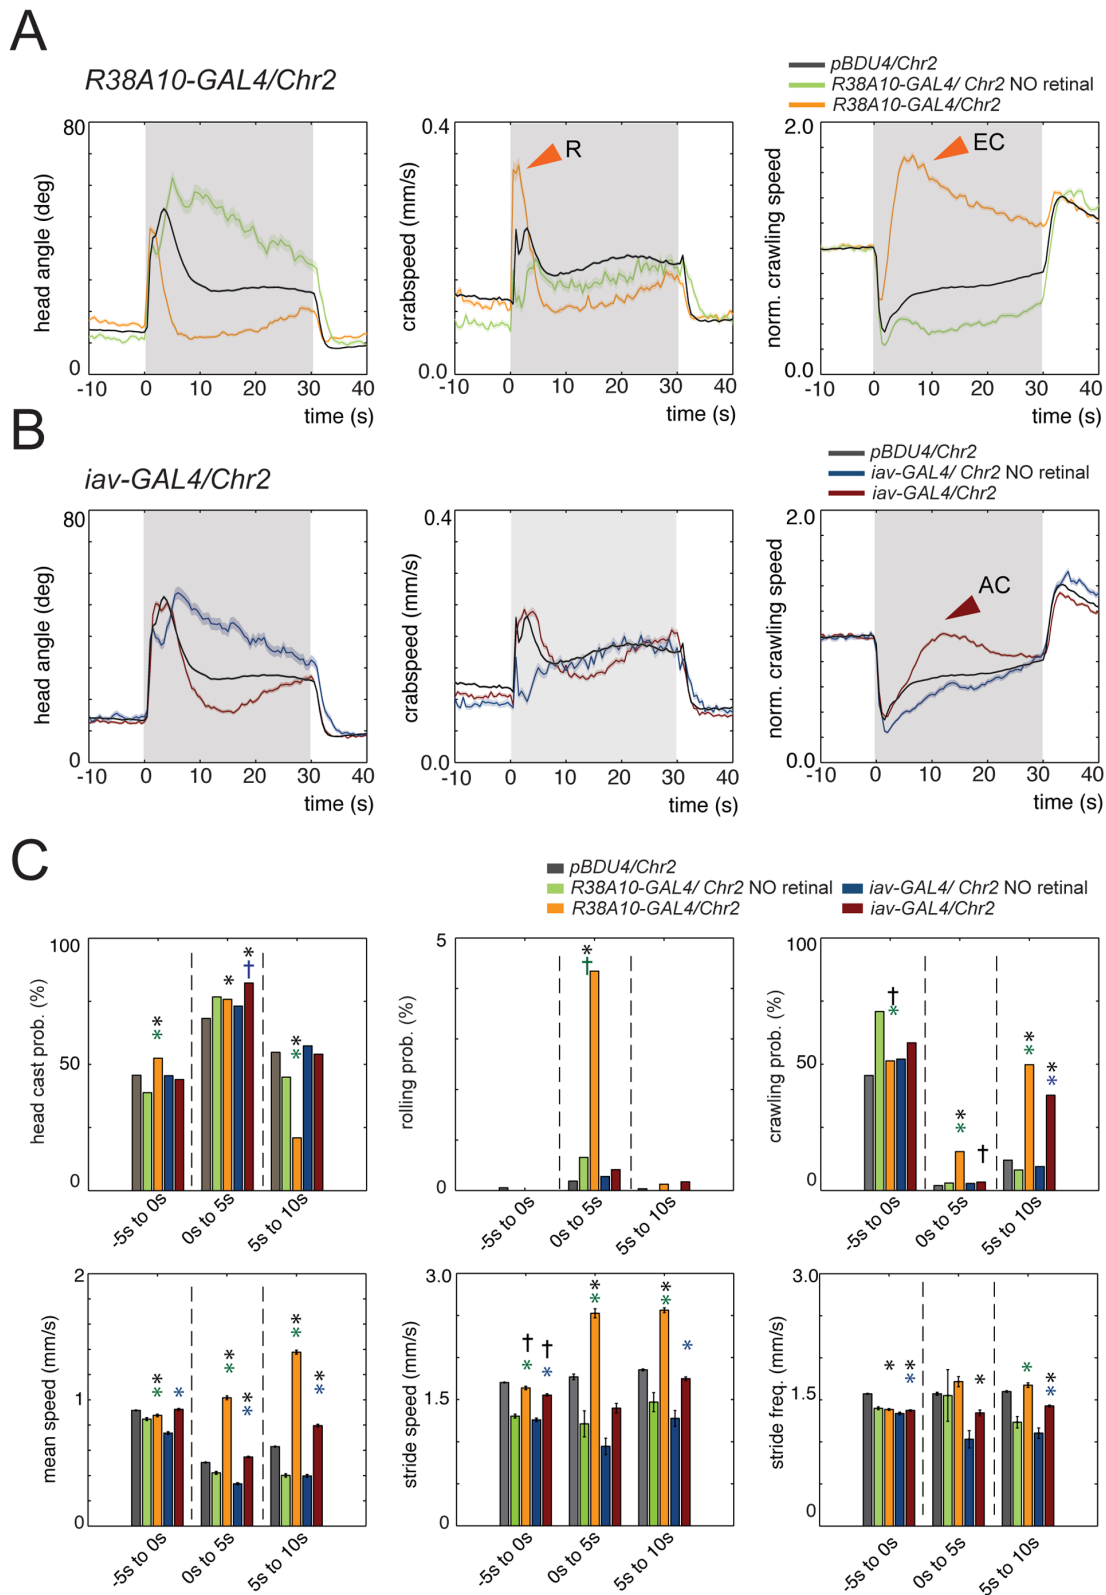 A
R38A10-GAL4/Chr2
pBDU4/Chr2
R38A10-GAL4/ Chr2 NO retinal
R38A10-GAL4/Chr2
80
head angle (deg)
0
-10 0 10 20 30 40
time (s)
0.4
R
crabspeed (mm/s)
0.0
-10 0 10 20 30 40
time (s)
2.0
EC
norm. crawling speed
0.0
-10 0 10 20 30 40
time (s)
B
iav-GAL4/Chr2
pBDU4/Chr2
iav-GAL4/ Chr2 NO retinal
iav-GAL4/Chr2
80
head angle (deg)
0
-10 0 10 20 30 40
time (s)
0.4
crabspeed (mm/s)
0.0
-10 0 10 20 30 40
time (s)
2.0
AC
norm. crawling speed
0.0
-10 0 10 20 30 40
time (s)
C
pBDU4/Chr2
R38A10-GAL4/ Chr2 NO retinal
R38A10-GAL4/Chr2
iav-GAL4/ Chr2 NO retinal
iav-GAL4/Chr2
100
50
0
head cast prob. (%)
* * * * † * *
-5s to 0s
0s to 5s
5s to 10s
5
0
rolling prob. (%)
* †
-5s to 0s
0s to 5s
5s to 10s
100
50
0
crawling prob. (%)
† * * * † * * * *
-5s to 0s
0s to 5s
5s to 10s
2
1
0
mean speed (mm/s)
* * * * * * * * * * *
-5s to 0s
0s to 5s
5s to 10s
3.0
1.5
0
stride speed (mm/s)
† * † * * * * * *
-5s to 0s
0s to 5s
5s to 10s
3.0
1.5
0
stride freq. (mm/s)
* * * * * * *
-5s to 0s
0s to 5s
5s to 10s